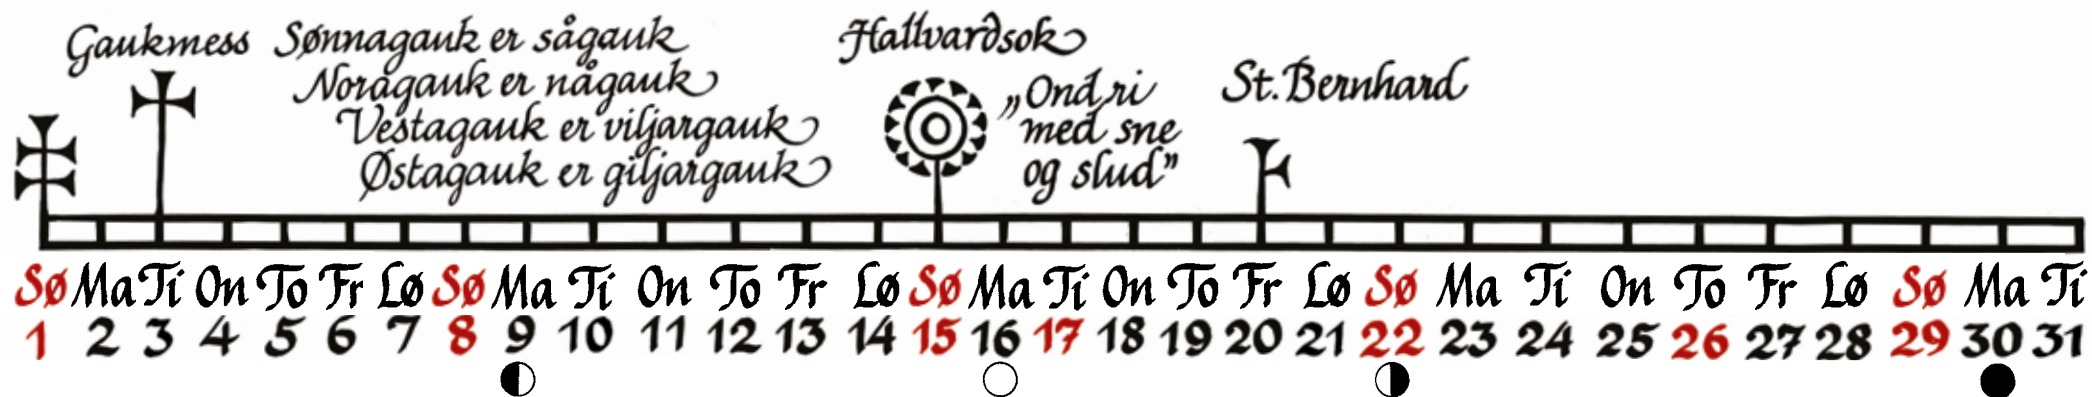 Gaukmess
Sønnagauk er sågauk
Noragauk er någauk
Vestagauk er viljargauk
Østagauk er giljargauk
Hallvardsok
„Ond ri
med sne
og slud”
St. Bernhard
Sø Ma Ti On To Fr Lø Sø Ma Ti On To Fr Lø Sø Ma Ti On To Fr Lø Sø Ma Ti On To Fr Lø Sø Ma Ti
1 2 3 4 5 6 7 8 9 10 11 12 13 14 15 16 17 18 19 20 21 22 23 24 25 26 27 28 29 30 31